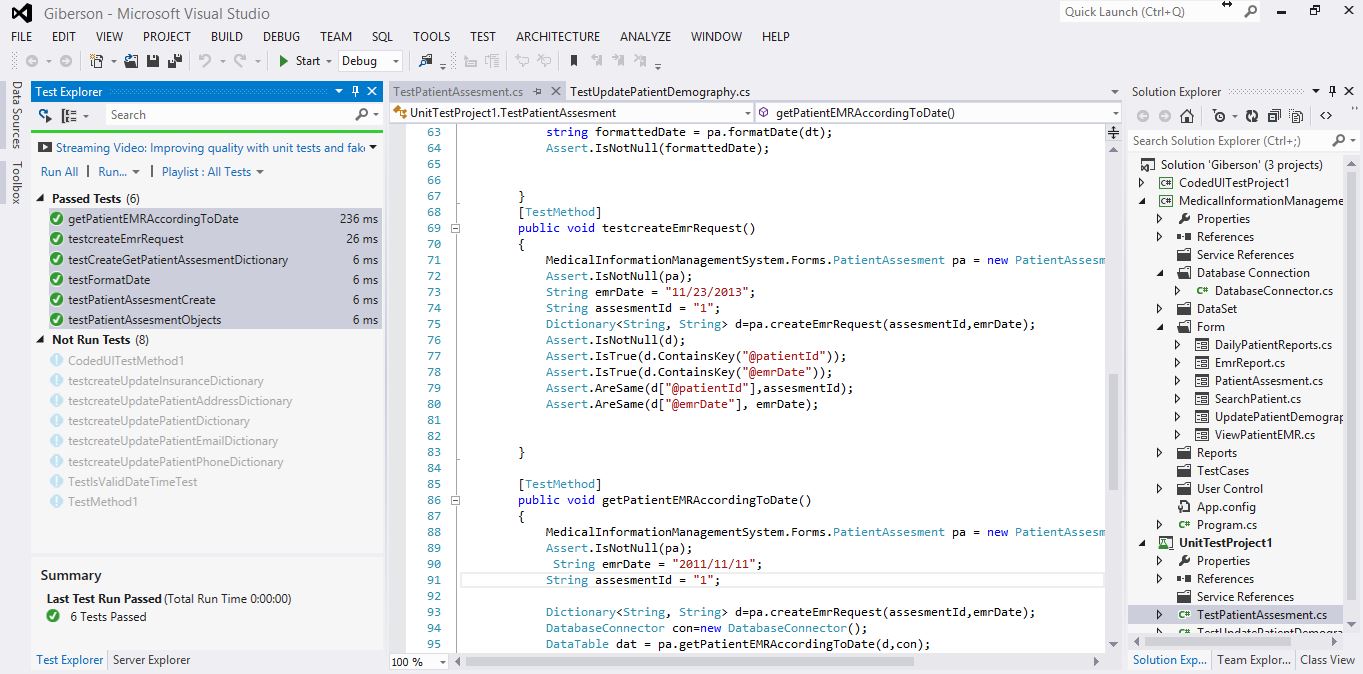 Giberson - Microsoft Visual Studio
Quick Launch (Ctrl+Q)
FILE EDIT VIEW PROJECT BUILD DEBUG TEAM SQL TOOLS TEST ARCHITECTURE ANALYZE WINDOW HELP
Start Debug
Data Sources
Toolbox
Test Explorer
Search
Streaming Video: Improving quality with unit tests and fake
Run All | Run... | Playlist : All Tests
Passed Tests (6)
getPatientEMRAccordingToDate 236 ms
testcreateEmrRequest 26 ms
testCreateGetPatientAssesmentDictionary 6 ms
testFormatDate 6 ms
testPatientAssesmentCreate 6 ms
testPatientAssesmentObjects 6 ms
Not Run Tests (8)
CodedUITestMethod1
testcreateUpdateInsuranceDictionary
testcreateUpdatePatientAddressDictionary
testcreateUpdatePatientDictionary
testcreateUpdatePatientEmailDictionary
testcreateUpdatePatientPhoneDictionary
TestIsValidDateTimeTest
TestMethod1
Summary
Last Test Run Passed (Total Run Time 0:00:00)
6 Tests Passed
Test Explorer Server Explorer
TestPatientAssesment.cs TestUpdatePatientDemography.cs
UnitTestProject1.TestPatientAssesment getPatientEMRAccordingToDate()
63 string formattedDate = pa.formatDate(dt);
64 Assert.IsNotNull(formattedDate);
65
66
67 }
68 [TestMethod]
69 public void testcreateEmrRequest()
70 {
71 MedicalInformationManagementSystem.Forms.PatientAssesment pa = new PatientAssesm
72 Assert.IsNotNull(pa);
73 String emrDate = "11/23/2013";
74 String assesmentId = "1";
75 Dictionary<String, String> d=pa.createEmrRequest(assesmentId,emrDate);
76 Assert.IsNotNull(d);
77 Assert.IsTrue(d.ContainsKey("@patientId"));
78 Assert.IsTrue(d.ContainsKey("@emrDate"));
79 Assert.AreSame(d["@patientId"],assesmentId);
80 Assert.AreSame(d["@emrDate"], emrDate);
81
82
83 }
84
85 [TestMethod]
86 public void getPatientEMRAccordingToDate()
87 {
88 MedicalInformationManagementSystem.Forms.PatientAssesment pa = new PatientAssesm
89 Assert.IsNotNull(pa);
90 String emrDate = "2011/11/11";
91 String assesmentId = "1";
92
93 Dictionary<String, String> d=pa.createEmrRequest(assesmentId,emrDate);
94 DatabaseConnector con=new DatabaseConnector();
95 DataTable dat = pa.getPatientEMRAccordingToDate(d,con);
100 %
Solution Explorer
Search Solution Explorer (Ctrl+;)
Solution 'Giberson' (3 projects)
CodedUITestProject1
MedicalInformationManageme
Properties
References
Service References
Database Connection
DatabaseConnector.cs
DataSet
Form
DailyPatientReports.cs
EmrReport.cs
PatientAssesment.cs
SearchPatient.cs
UpdatePatientDemograp
ViewPatientEMR.cs
Reports
TestCases
User Control
App.config
Program.cs
UnitTestProject1
Properties
References
Service References
TestPatientAssesment.cs
TestUpdatePatientDemogra
Solution Exp... Team Explor... Class View